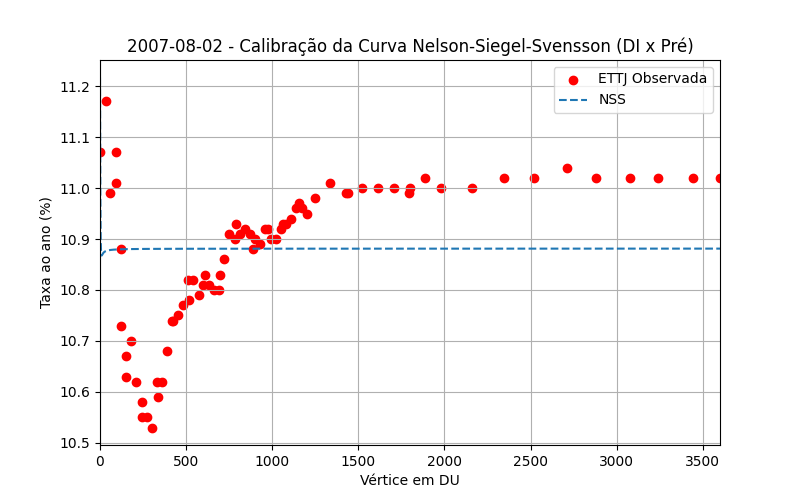 2007-08-02 - Calibração da Curva Nelson-Siegel-Svensson (DI x Pré)
ETTJ Observada
NSS
Taxa ao ano (%)
11.2
11.1
11.0
10.9
10.8
10.7
10.6
10.5
0 500 1000 1500 2000 2500 3000 3500
Vértice em DU